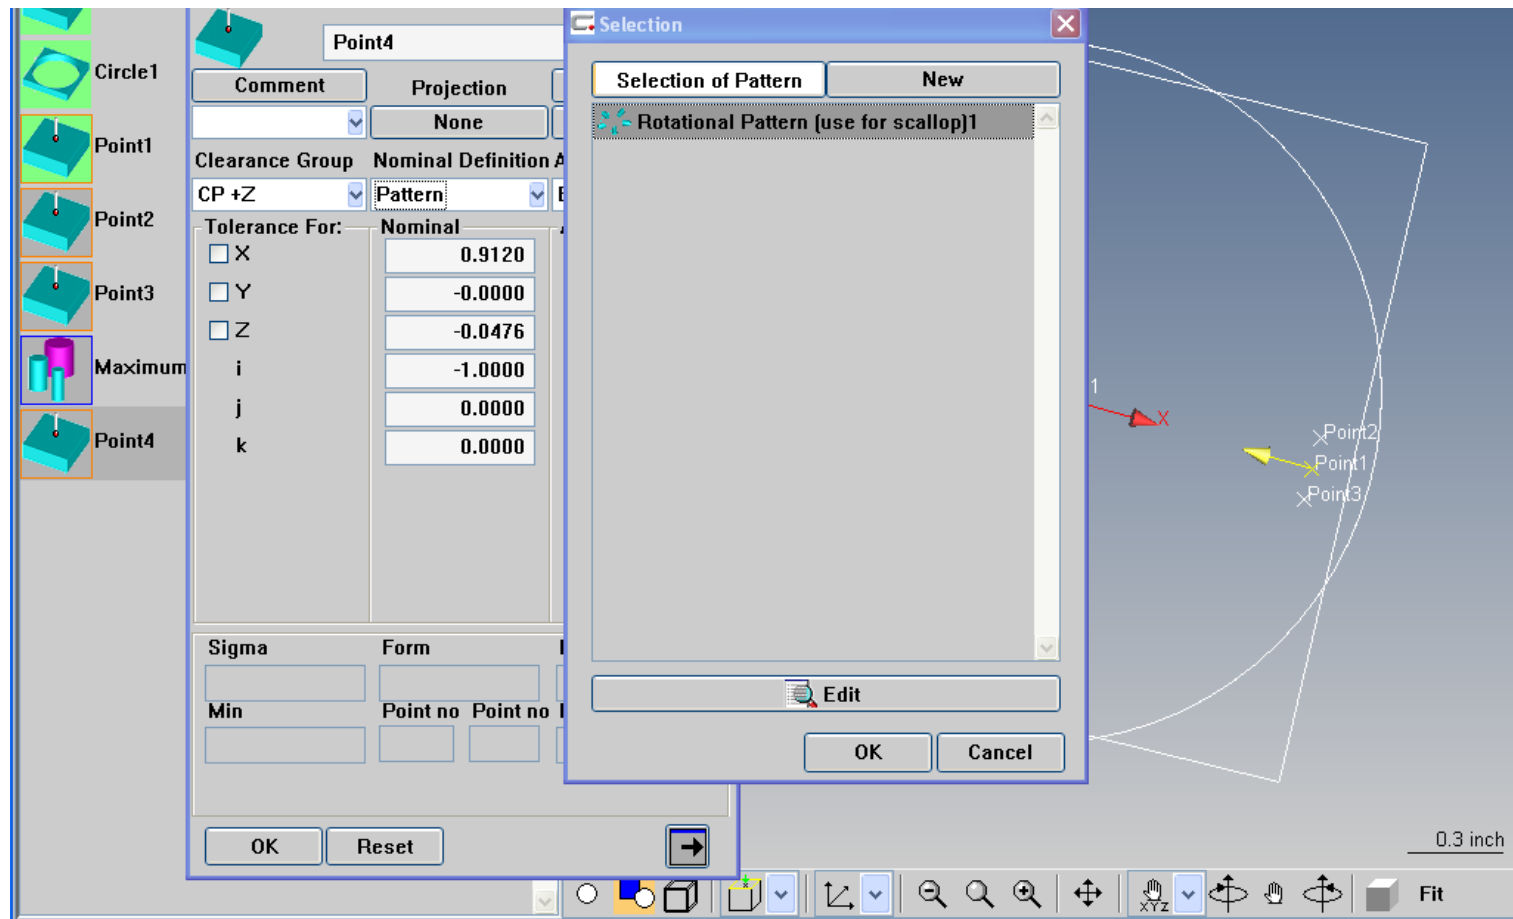 Selection
Point4
Circle1
Comment
Projection
Selection of Pattern
New
None
Rotational Pattern (use for scallop)1
Point1
Clearance Group
Nominal Definition
CP +Z
Pattern
Point2
Tolerance For:
Nominal
X
0.9120
Y
-0.0000
Point3
Z
-0.0476
Maximum
i
-1.0000
1
j
0.0000
X
Point4
k
0.0000
Point2
Point1
Point3
Sigma
Form
Edit
Min
Point no
Point no
OK
Cancel
OK
Reset
0.3 inch
XYZ
Fit